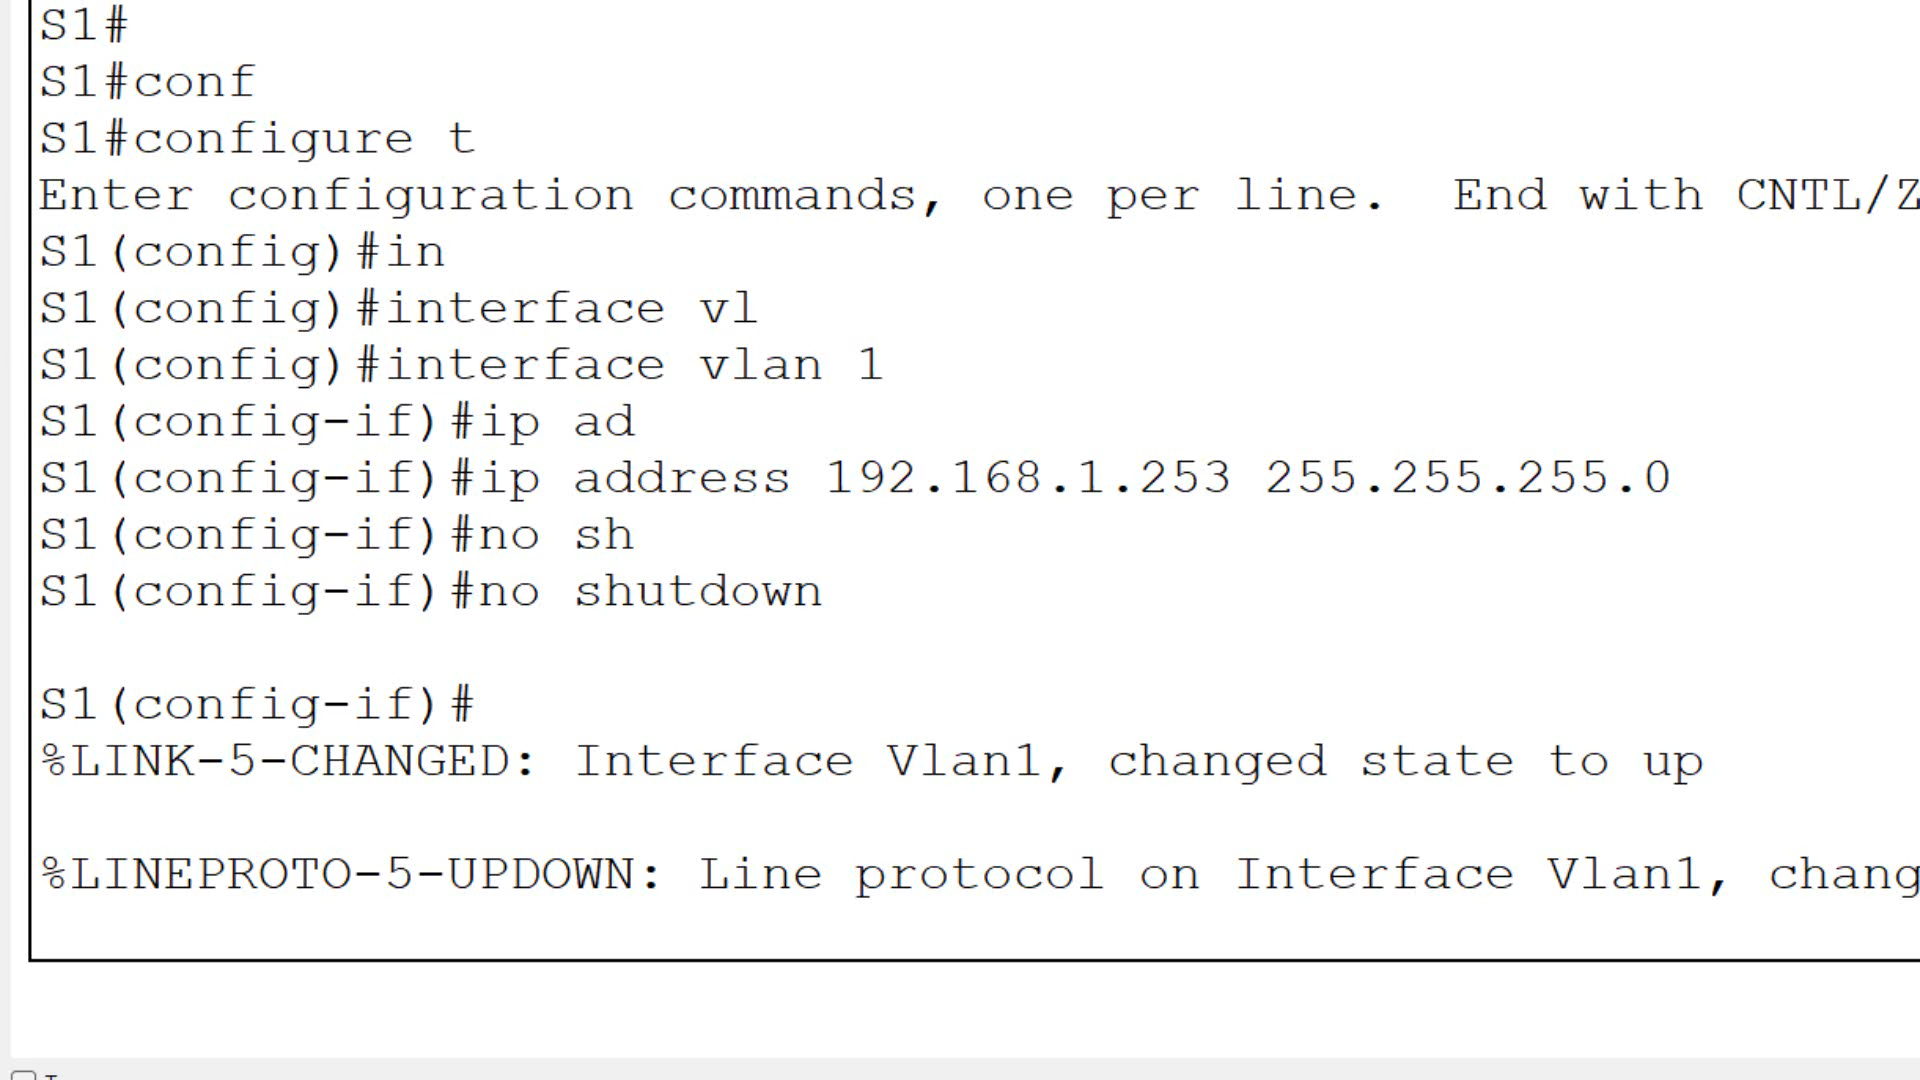 S1#
S1#conf
S1#configure t
Enter configuration commands, one per line.  End with CNTL/Z
S1(config)#in
S1(config)#interface vl
S1(config)#interface vlan 1
S1(config-if)#ip ad
S1(config-if)#ip address 192.168.1.253 255.255.255.0
S1(config-if)#no sh
S1(config-if)#no shutdown
S1(config-if)#
%LINK-5-CHANGED: Interface Vlan1, changed state to up
%LINEPROTO-5-UPDOWN: Line protocol on Interface Vlan1, chang